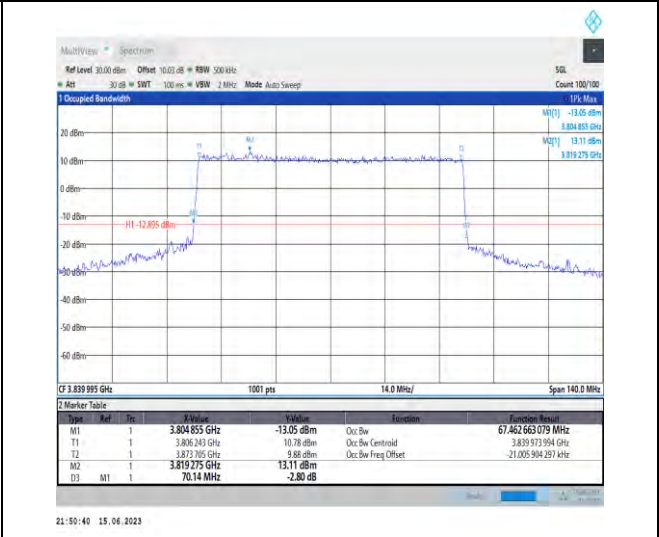 MultiView Spectrum
Ref Level 30.00 dBm Offset 10.03 dB RBW 500 kHz SGL
Att 30 dB SWT 100 ms VBW 2 MHz Mode Auto Sweep Count 100/100
1 Occupied Bandwidth 1Pk Max
M1[1] -13.05 dBm
3.804 855 GHz
20 dBm M2[1] 13.11 dBm
3.819 275 GHz
T1 M2 T2
10 dBm
0 dBm
-10 dBm M1
H1 -12.895 dBm D3
-20 dBm
-30 dBm
-40 dBm
-50 dBm
-60 dBm
CF 3.839 995 GHz 1001 pts 14.0 MHz/ Span 140.0 MHz
2 Marker Table
Type Ref Trc X-Value Y-Value Function Function Result
M1 1 3.804 855 GHz -13.05 dBm Occ Bw 67.462 663 079 MHz
T1 1 3.806 243 GHz 10.78 dBm Occ Bw Centroid 3.839 973 994 GHz
T2 1 3.873 705 GHz 9.88 dBm Occ Bw Freq Offset -21.005 904 297 kHz
M2 1 3.819 275 GHz 13.11 dBm
D3 M1 1 70.14 MHz -2.80 dB
21:50:40 15.06.2023